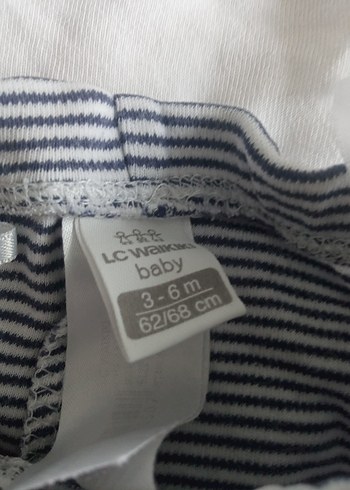 LC WAIKIKI
baby
3 - 6 m
62/68 cm